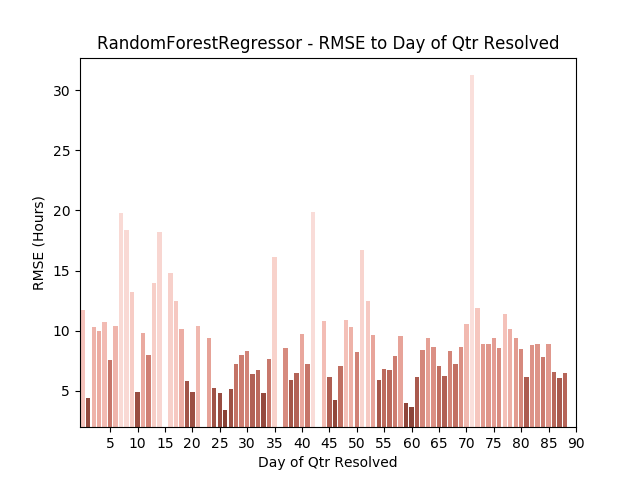 RandomForestRegressor - RMSE to Day of Qtr Resolved
30
25
20
15
10
5
RMSE (Hours)
5 10 15 20 25 30 35 40 45 50 55 60 65 70 75 80 85 90
Day of Qtr Resolved